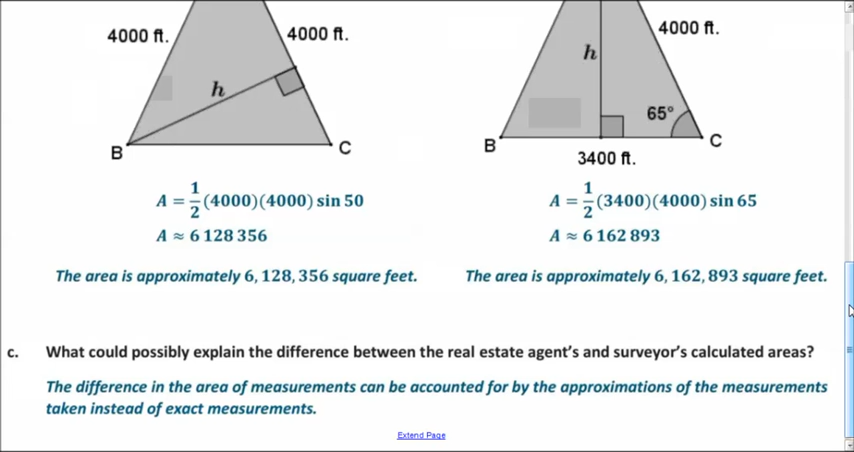 4000 ft.
4000 ft.
h
B
C
4000 ft.
h
65°
B
C
3400 ft.
A = 1/2 (4000)(4000) sin 50
A ≈ 6 128 356
The area is approximately 6, 128, 356 square feet.
A = 1/2 (3400)(4000) sin 65
A ≈ 6 162 893
The area is approximately 6, 162, 893 square feet.
c. What could possibly explain the difference between the real estate agent's and surveyor's calculated areas?
The difference in the area of measurements can be accounted for by the approximations of the measurements
taken instead of exact measurements.
Extend Page